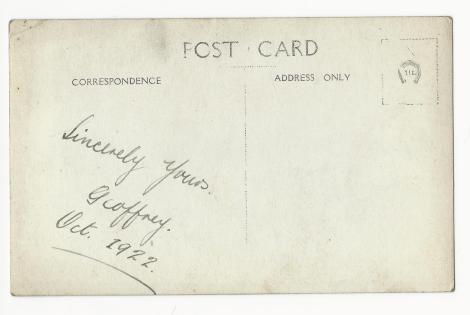 POST CARD
CORRESPONDENCE
ADDRESS ONLY
Sincerely Yours.
Geoffrey.
Oct. 1922.